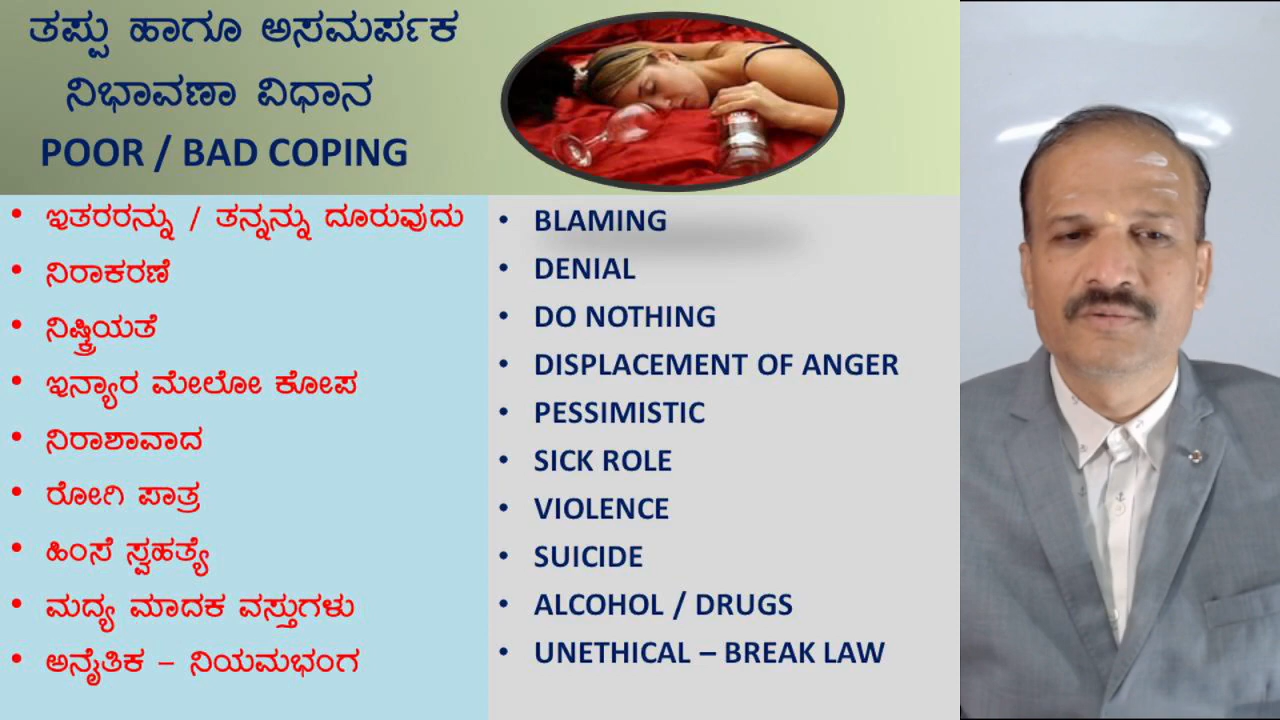 ತಪ್ಪು ಹಾಗೂ ಅಸಮರ್ಪಕ
ನಿಭಾವಣಾ ವಿಧಾನ
POOR / BAD COPING
• ಇತರರನ್ನು / ತನ್ನನ್ನು ದೂರುವುದು
• ನಿರಾಕರಣೆ
• ನಿಷ್ಕ್ರಿಯತೆ
• ಇನ್ಯಾರ ಮೇಲೋ ಕೋಪ
• ನಿರಾಶಾವಾದ
• ರೋಗಿ ಪಾತ್ರ
• ಹಿಂಸೆ ಸ್ವಹತ್ಯೆ
• ಮದ್ಯ ಮಾದಕ ವಸ್ತುಗಳು
• ಅನೈತಿಕ – ನಿಯಮಭಂಗ
• BLAMING
• DENIAL
• DO NOTHING
• DISPLACEMENT OF ANGER
• PESSIMISTIC
• SICK ROLE
• VIOLENCE
• SUICIDE
• ALCOHOL / DRUGS
• UNETHICAL – BREAK LAW